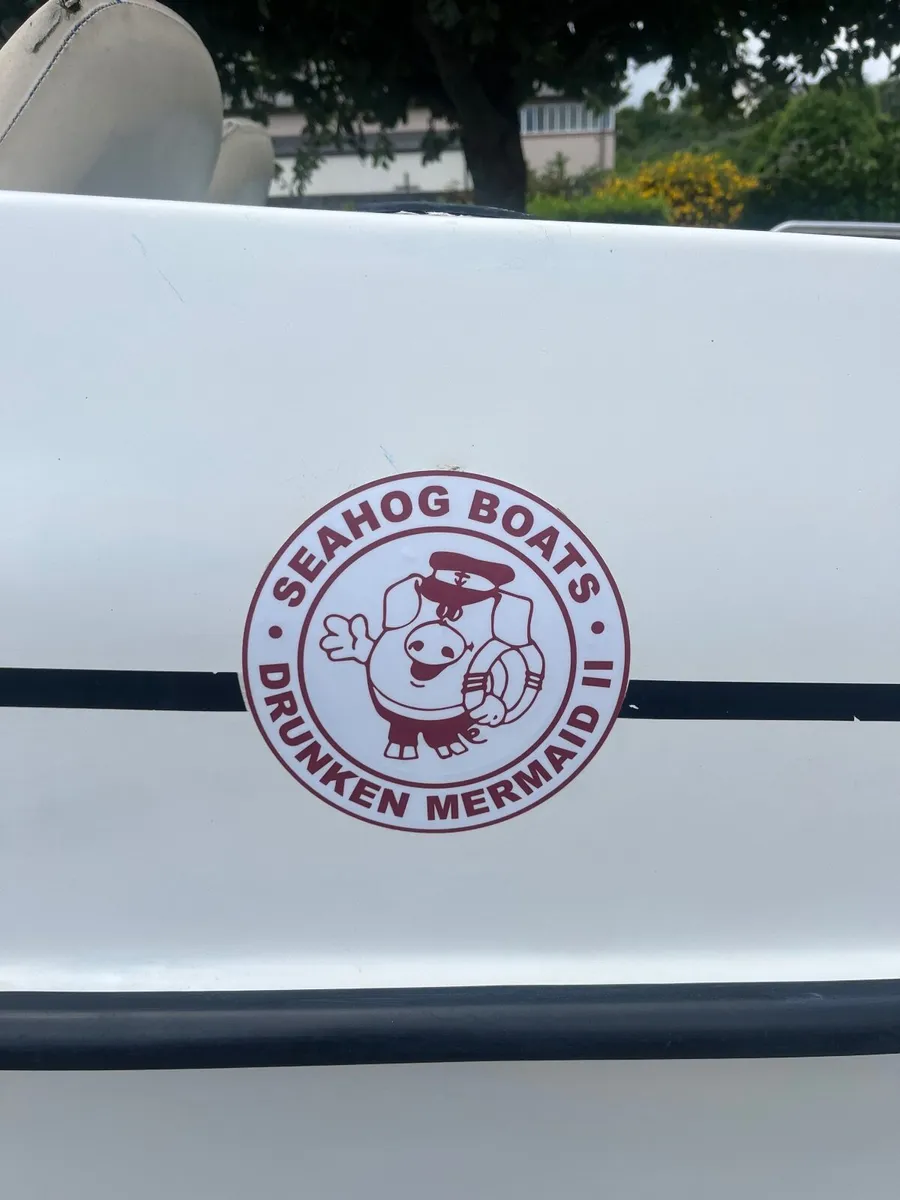 • SEAHOG BOATS •
DRUNKEN MERMAID II